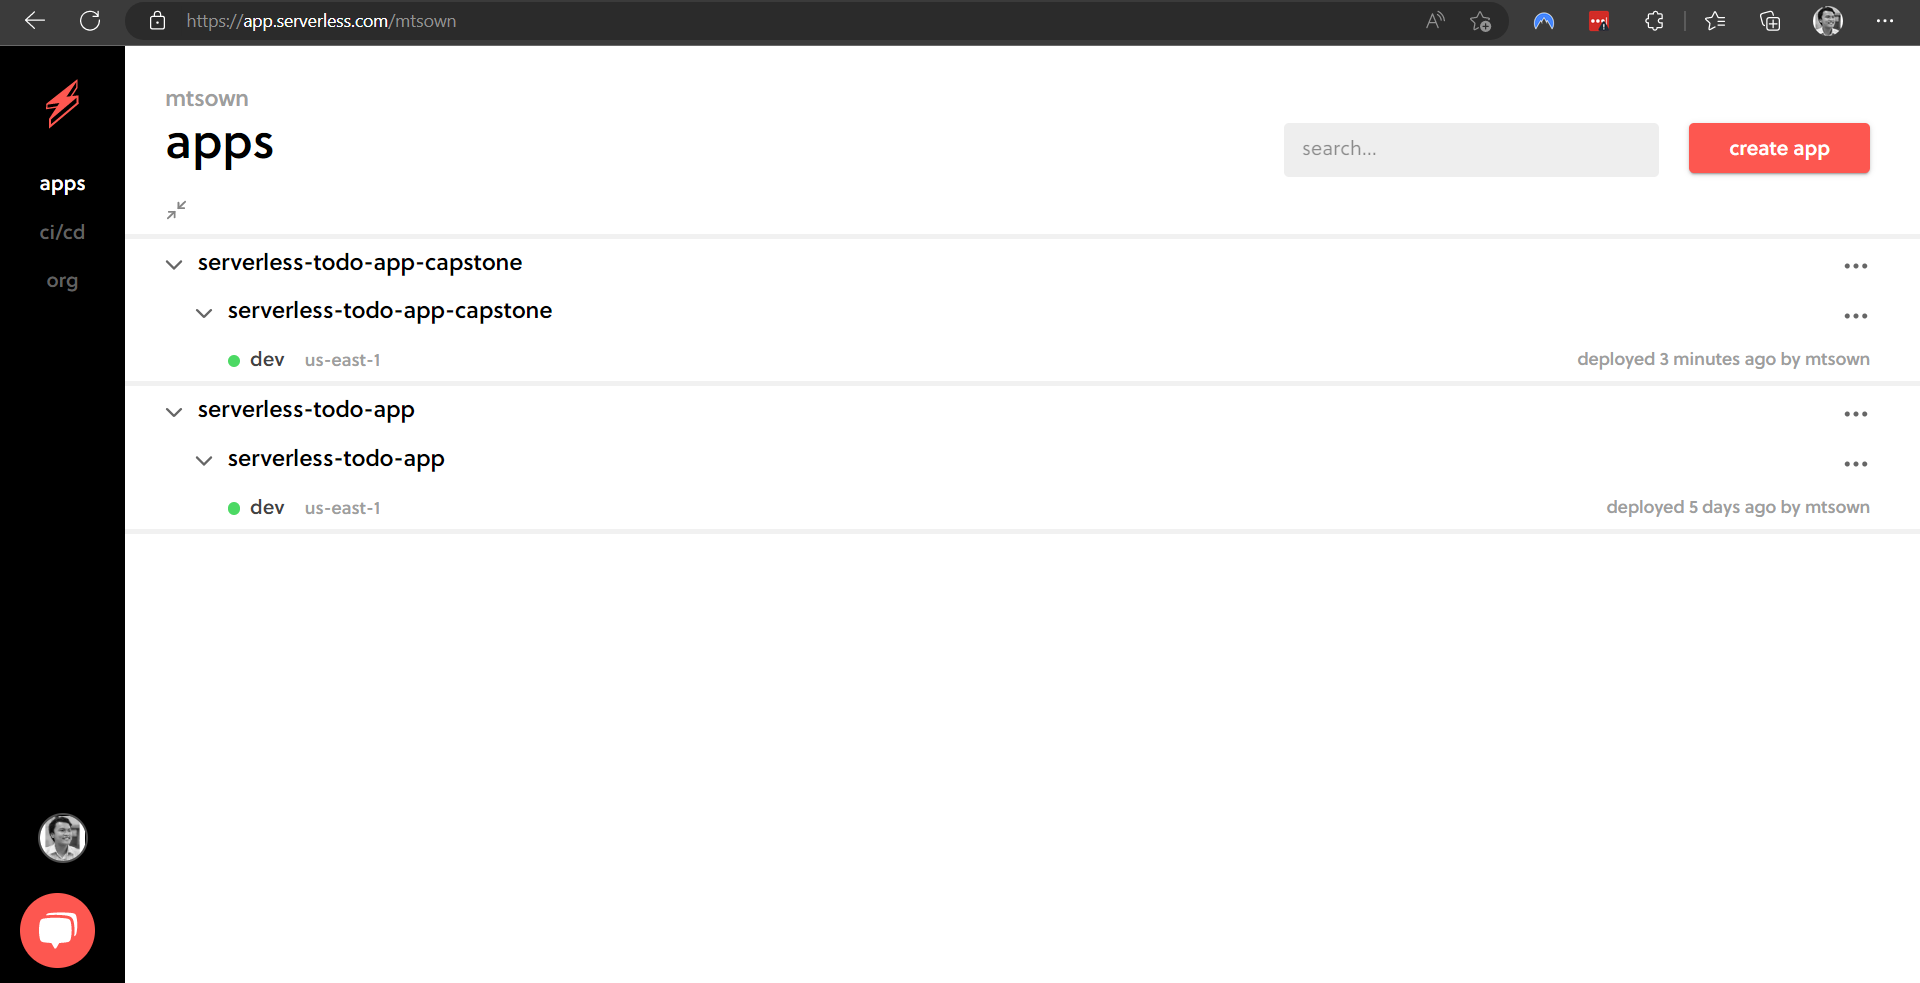 https://app.serverless.com/mtsown
mtsown
apps
search...
create app
apps
ci/cd
org
serverless-todo-app-capstone
serverless-todo-app-capstone
dev us-east-1 deployed 3 minutes ago by mtsown
serverless-todo-app
serverless-todo-app
dev us-east-1 deployed 5 days ago by mtsown